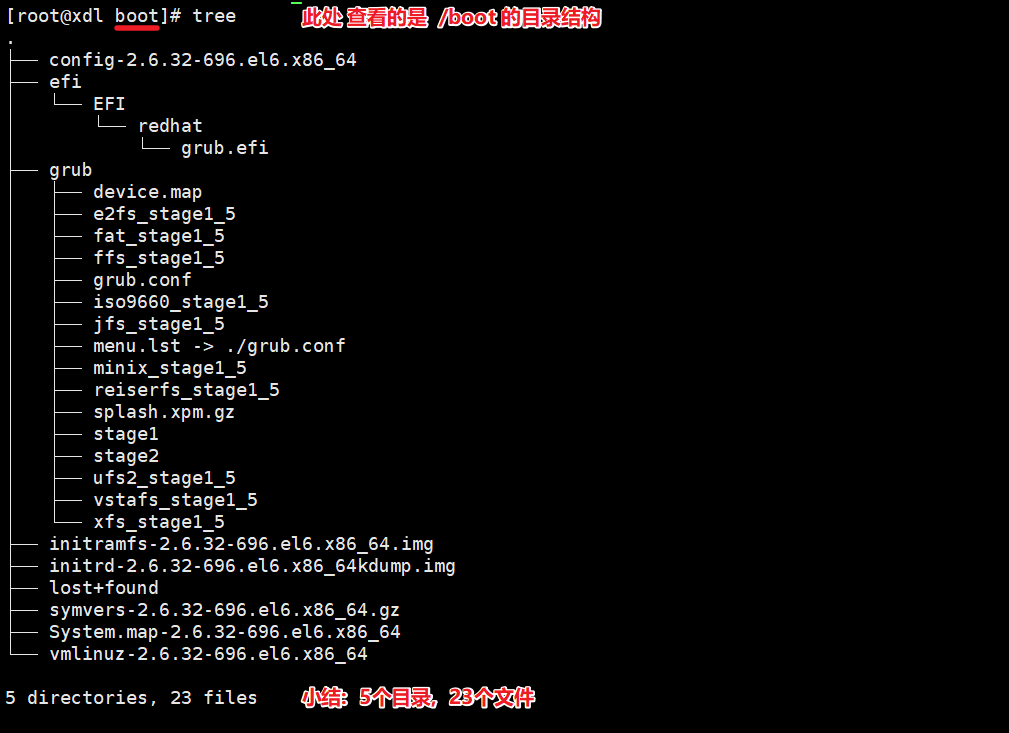 [root@xdl boot]# tree 此处 查看的是 /boot 的目录结构
.
├── config-2.6.32-696.el6.x86_64
├── efi
│   └── EFI
│       └── redhat
│           └── grub.efi
├── grub
│   ├── device.map
│   ├── e2fs_stage1_5
│   ├── fat_stage1_5
│   ├── ffs_stage1_5
│   ├── grub.conf
│   ├── iso9660_stage1_5
│   ├── jfs_stage1_5
│   ├── menu.lst -> ./grub.conf
│   ├── minix_stage1_5
│   ├── reiserfs_stage1_5
│   ├── splash.xpm.gz
│   ├── stage1
│   ├── stage2
│   ├── ufs2_stage1_5
│   ├── vstafs_stage1_5
│   └── xfs_stage1_5
├── initramfs-2.6.32-696.el6.x86_64.img
├── initrd-2.6.32-696.el6.x86_64kdump.img
├── lost+found
├── symvers-2.6.32-696.el6.x86_64.gz
├── System.map-2.6.32-696.el6.x86_64
└── vmlinuz-2.6.32-696.el6.x86_64
5 directories, 23 files 小结: 5个目录, 23个文件